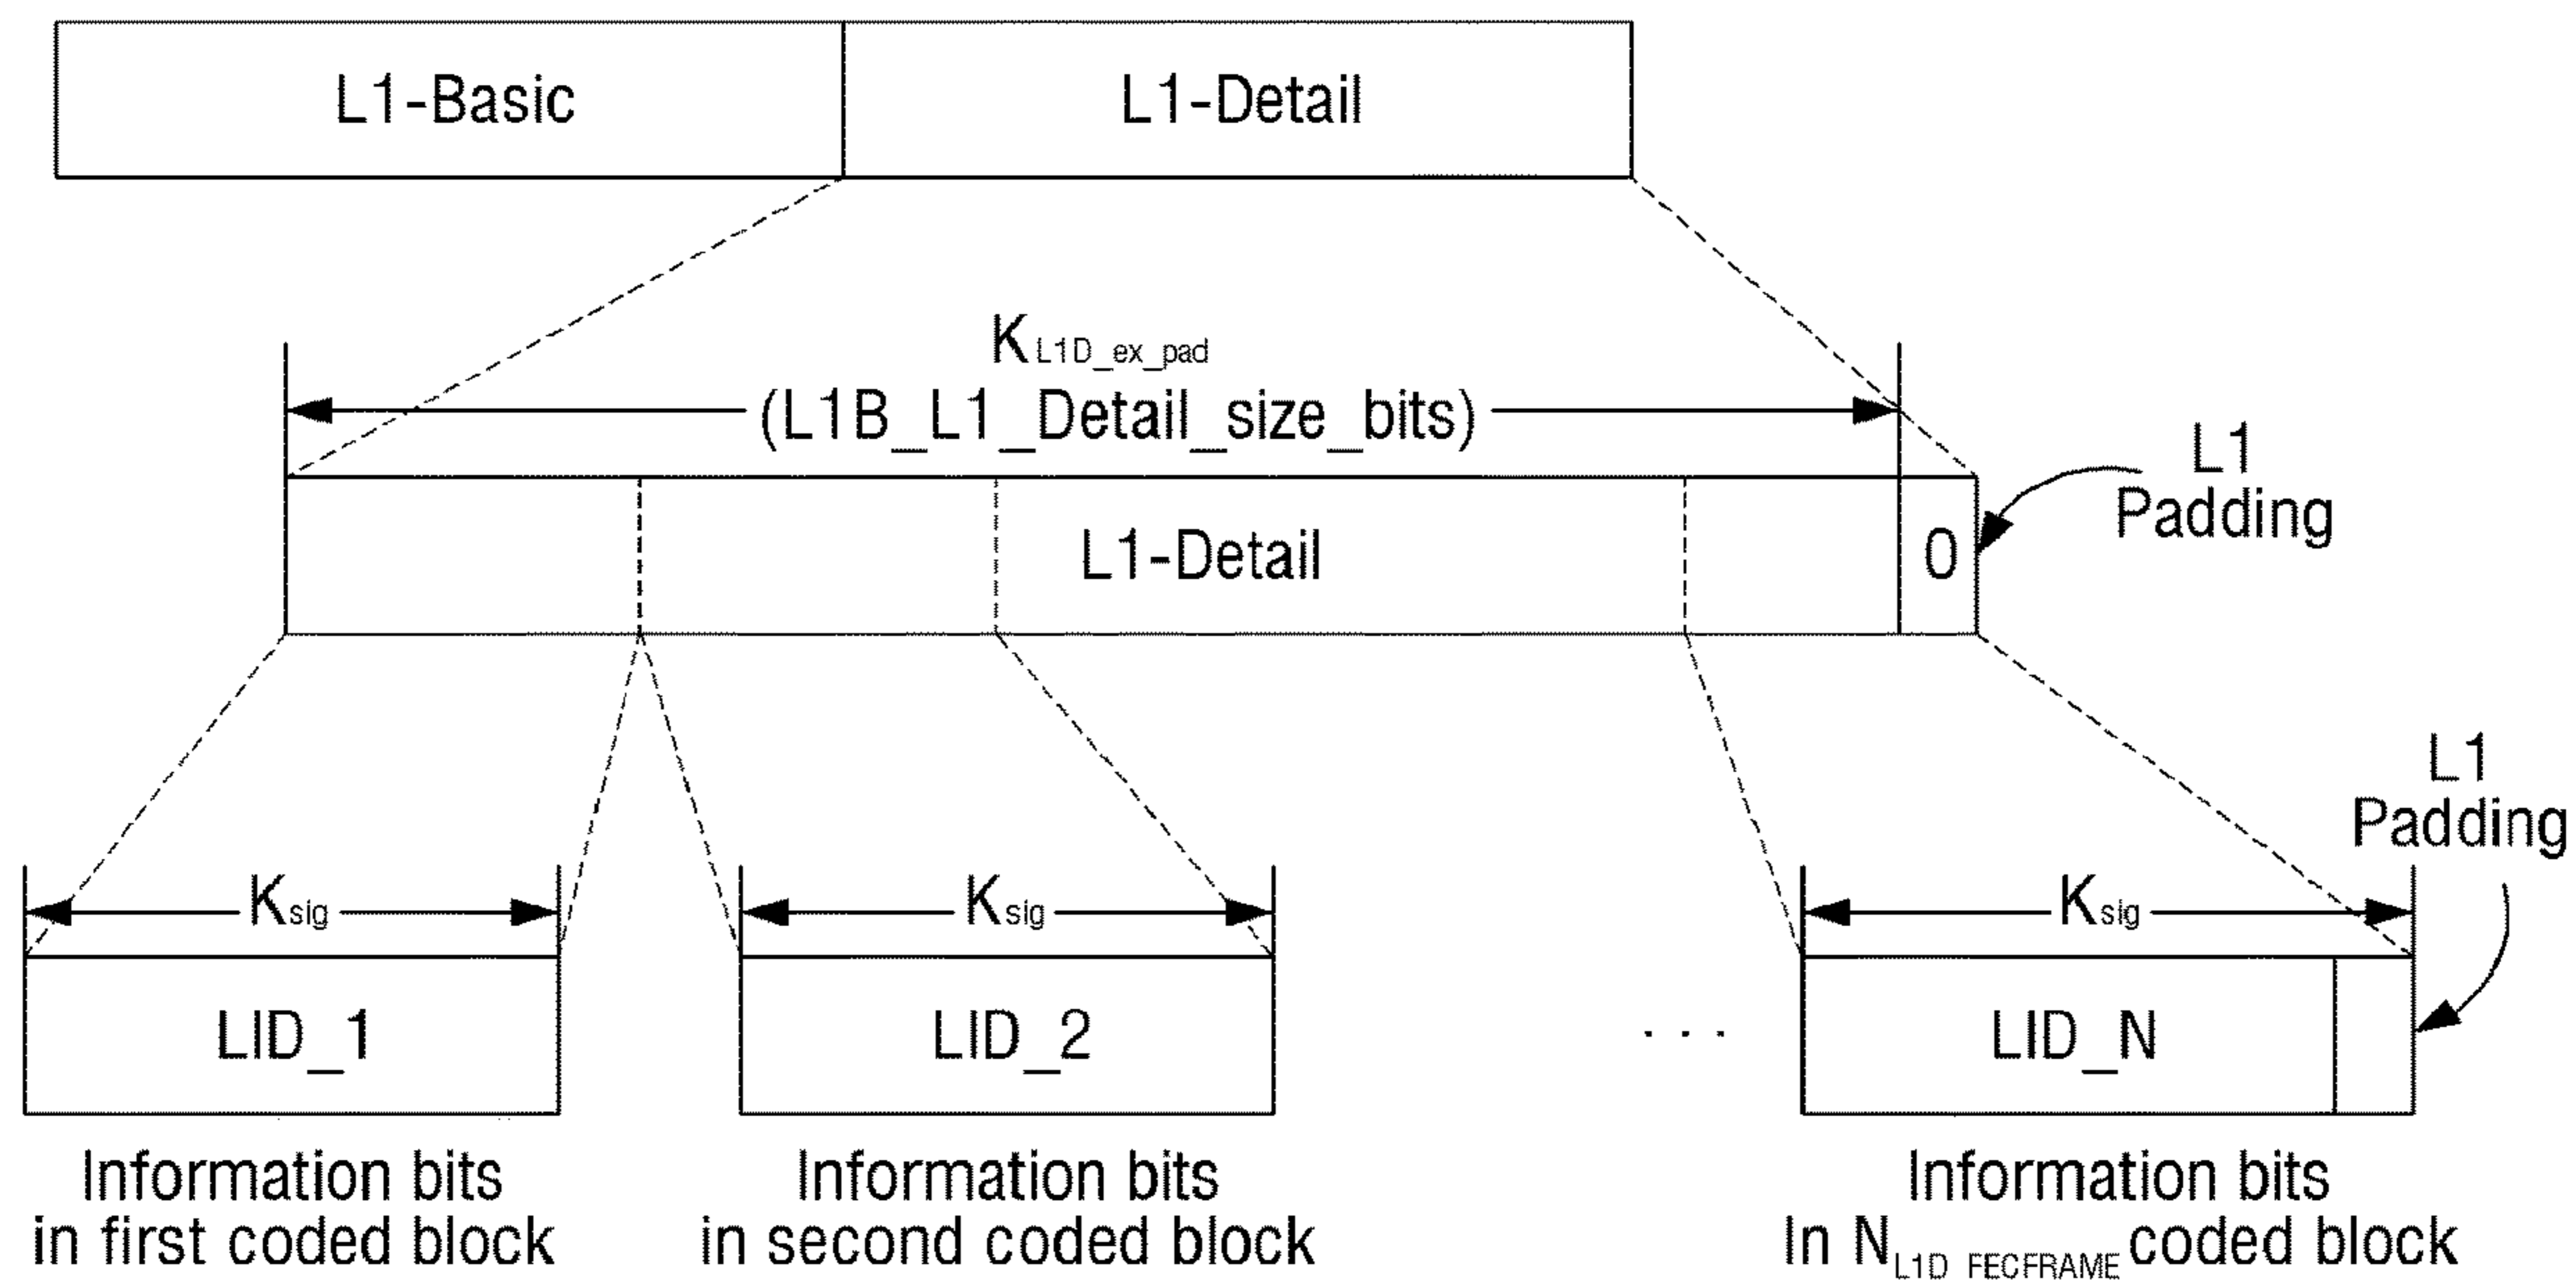 L1-Basic
L1-Detail
KL1D_ex_pad
(L1B_L1_Detail_size_bits)
L1
Padding
L1-Detail
0
L1
Padding
Ksig
Ksig
Ksig
LID_1
LID_2
. . .
LID_N
Information bits
in first coded block
Information bits
in second coded block
Information bits
In NL1D_FECFRAME coded block